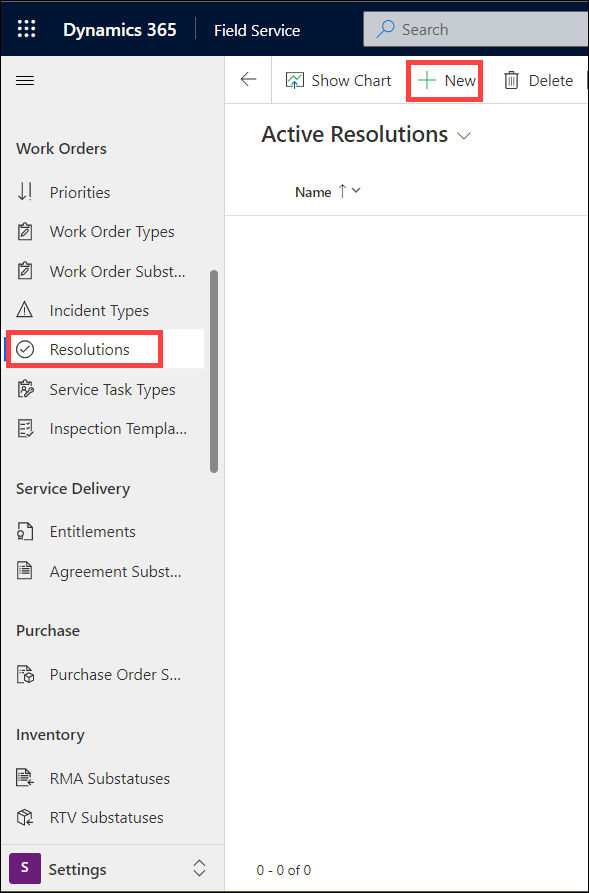 Dynamics 365 Field Service Search
Show Chart New Delete
Active Resolutions
Name
Work Orders
Priorities
Work Order Types
Work Order Subst...
Incident Types
Resolutions
Service Task Types
Inspection Templa...
Service Delivery
Entitlements
Agreement Subst...
Purchase
Purchase Order S...
Inventory
RMA Substatuses
RTV Substatuses
S Settings
0 - 0 of 0